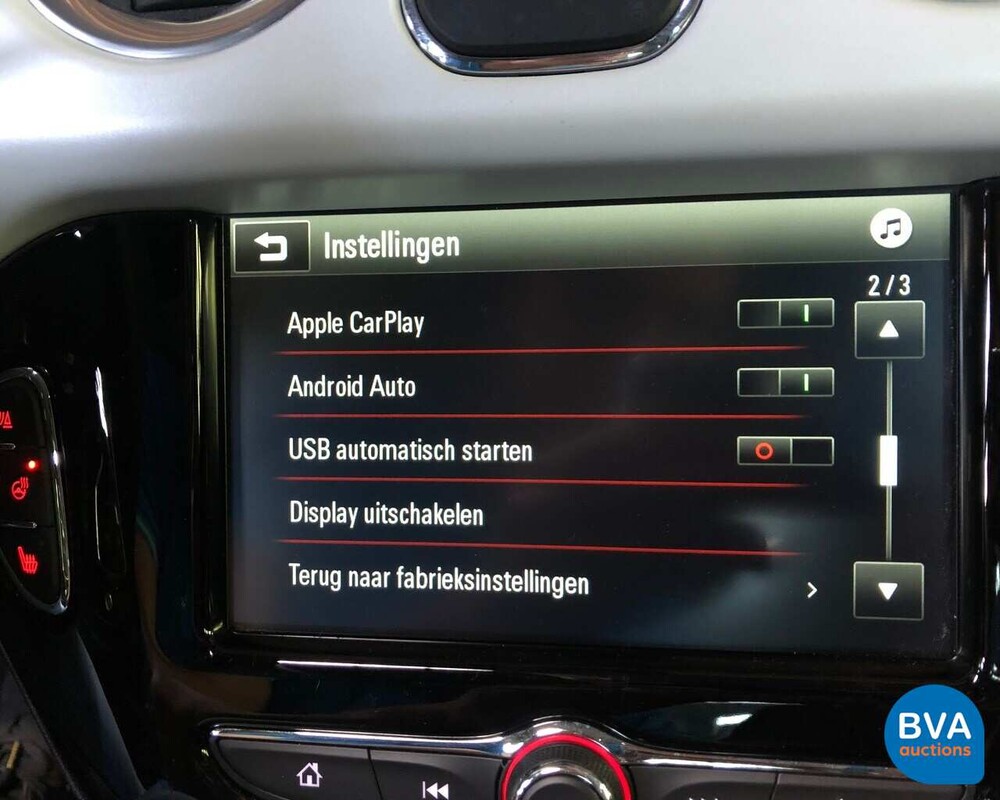 Instellingen
2/3
Apple CarPlay
Android Auto
USB automatisch starten
Display uitschakelen
Terug naar fabrieksinstellingen
BVA
auctions